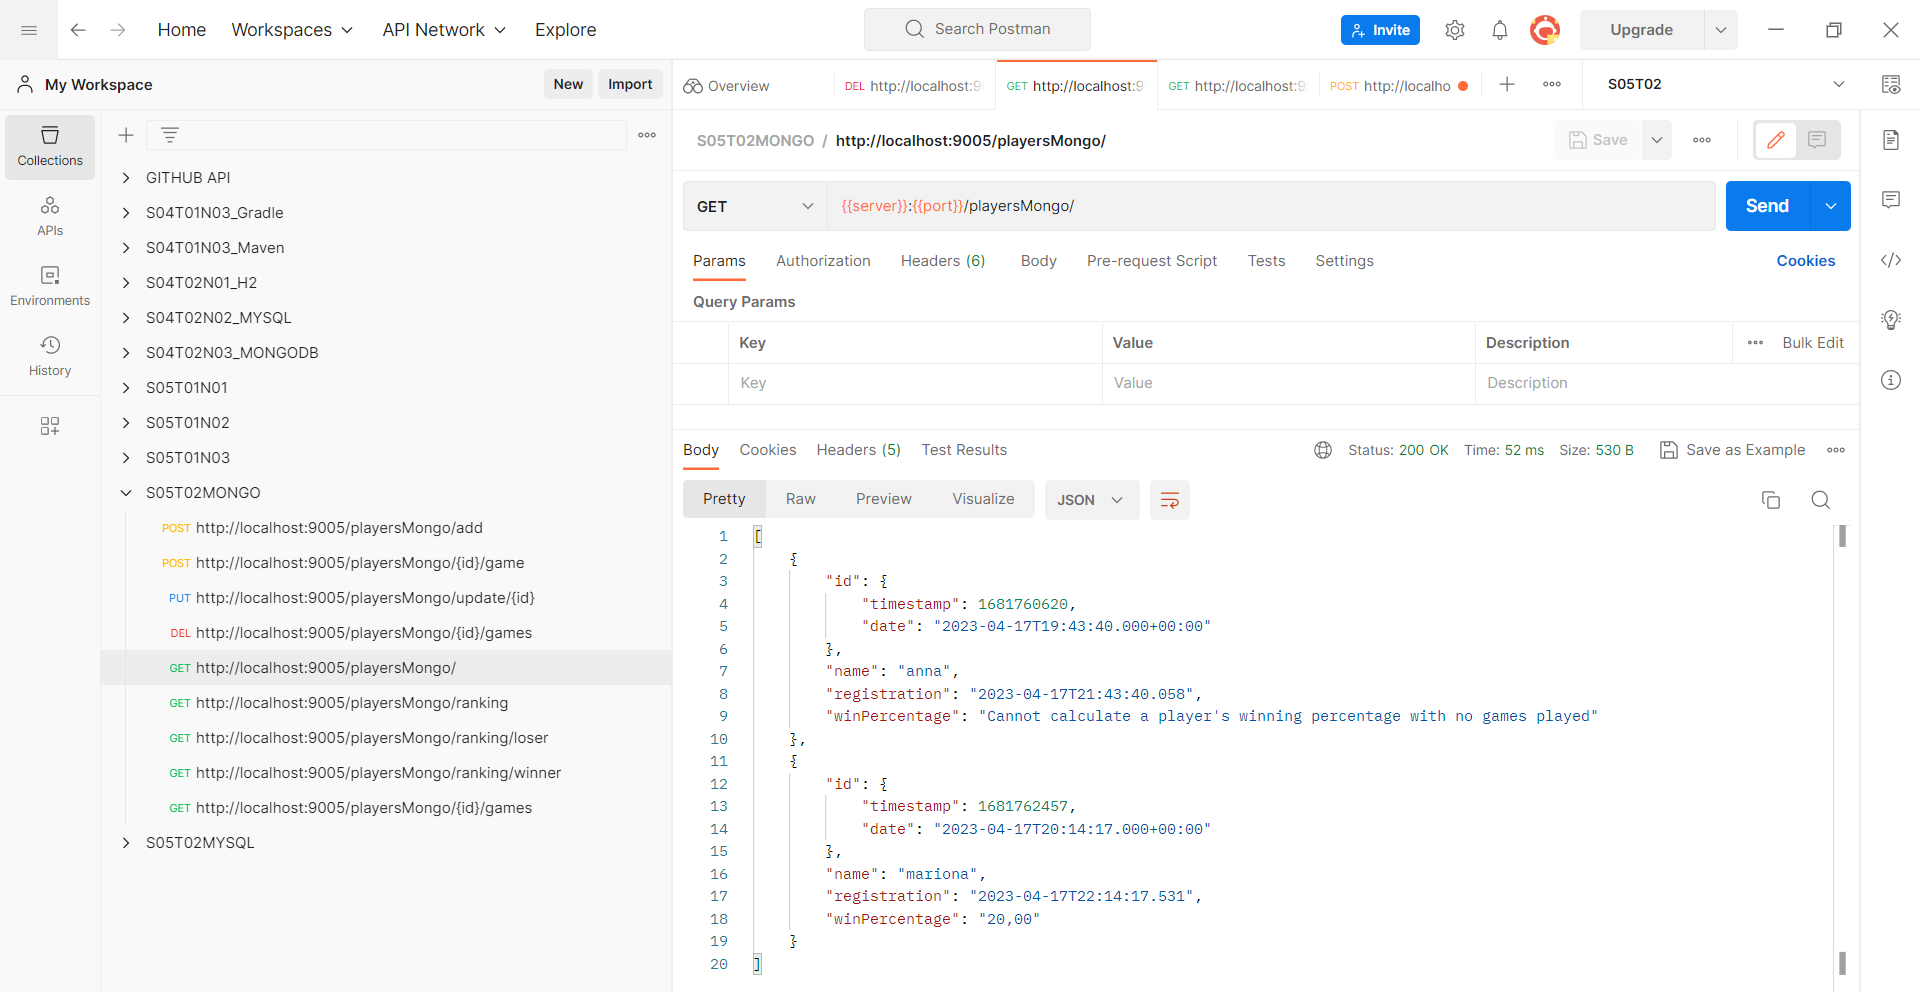 Home Workspaces API Network Explore Search Postman Invite Upgrade
My Workspace New Import
Overview DEL http://localhost:9 GET http://localhost:9 GET http://localhost:9 POST http://localho S05T02
Collections
APIs
Environments
History
GITHUB API
S04T01N03_Gradle
S04T01N03_Maven
S04T02N01_H2
S04T02N02_MYSQL
S04T02N03_MONGODB
S05T01N01
S05T01N02
S05T01N03
S05T02MONGO
POST http://localhost:9005/playersMongo/add
POST http://localhost:9005/playersMongo/{id}/game
PUT http://localhost:9005/playersMongo/update/{id}
DEL http://localhost:9005/playersMongo/{id}/games
GET http://localhost:9005/playersMongo/
GET http://localhost:9005/playersMongo/ranking
GET http://localhost:9005/playersMongo/ranking/loser
GET http://localhost:9005/playersMongo/ranking/winner
GET http://localhost:9005/playersMongo/{id}/games
S05T02MYSQL
S05T02MONGO / http://localhost:9005/playersMongo/ Save
GET {{server}}:{{port}}/playersMongo/ Send
Params Authorization Headers (6) Body Pre-request Script Tests Settings Cookies
Query Params
Key Value Description Bulk Edit
Key Value Description
Body Cookies Headers (5) Test Results Status: 200 OK Time: 52 ms Size: 530 B Save as Example
Pretty Raw Preview Visualize JSON
1 [
2 {
3 "id": {
4 "timestamp": 1681760620,
5 "date": "2023-04-17T19:43:40.000+00:00"
6 },
7 "name": "anna",
8 "registration": "2023-04-17T21:43:40.058",
9 "winPercentage": "Cannot calculate a player's winning percentage with no games played"
10 },
11 {
12 "id": {
13 "timestamp": 1681762457,
14 "date": "2023-04-17T20:14:17.000+00:00"
15 },
16 "name": "mariona",
17 "registration": "2023-04-17T22:14:17.531",
18 "winPercentage": "20,00"
19 }
20 ]